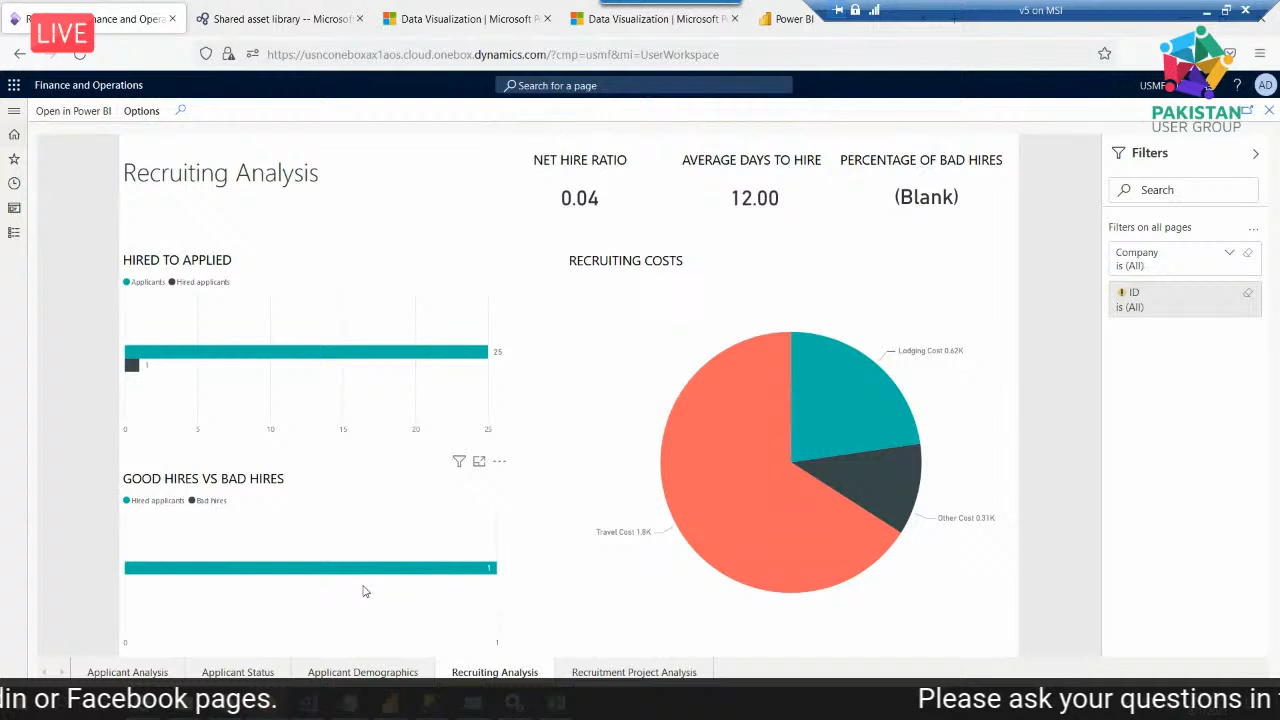 LIVE
and Opera
Shared asset library -- Microsof
Data Visualization | Microsoft P
Data Visualization | Microsoft P
Power BI
v5 on MSI
https://usnconeboxax1aos.cloud.onebox.dynamics.com/?cmp=usmf&mi=UserWorkspace
Finance and Operations
Search for a page
USMF
?
AD
PAKISTAN
USER GROUP
Open in Power BI
Options
Recruiting Analysis
NET HIRE RATIO
0.04
AVERAGE DAYS TO HIRE
12.00
PERCENTAGE OF BAD HIRES
(Blank)
Filters
Search
Filters on all pages
...
Company
is (All)
ID
is (All)
HIRED TO APPLIED
Applicants
Hired applicants
25
1
0
5
10
15
20
25
RECRUITING COSTS
Lodging Cost 0.62K
Other Cost 0.31K
Travel Cost 1.8K
GOOD HIRES VS BAD HIRES
Hired applicants
Bad hires
1
0
1
Applicant Analysis
Applicant Status
Applicant Demographics
Recruiting Analysis
Recruitment Project Analysis
din or Facebook pages.
Please ask your questions in